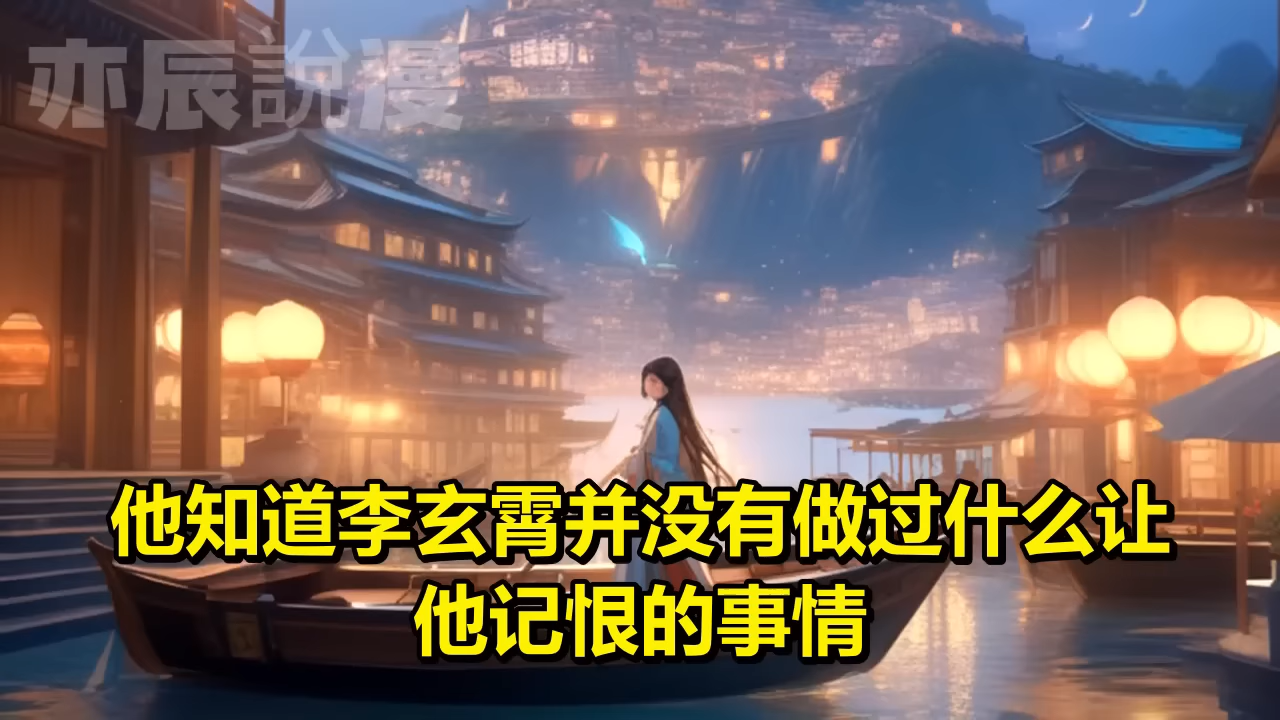 亦辰說漫
他知道李玄霄并没有做过什么让
他记恨的事情